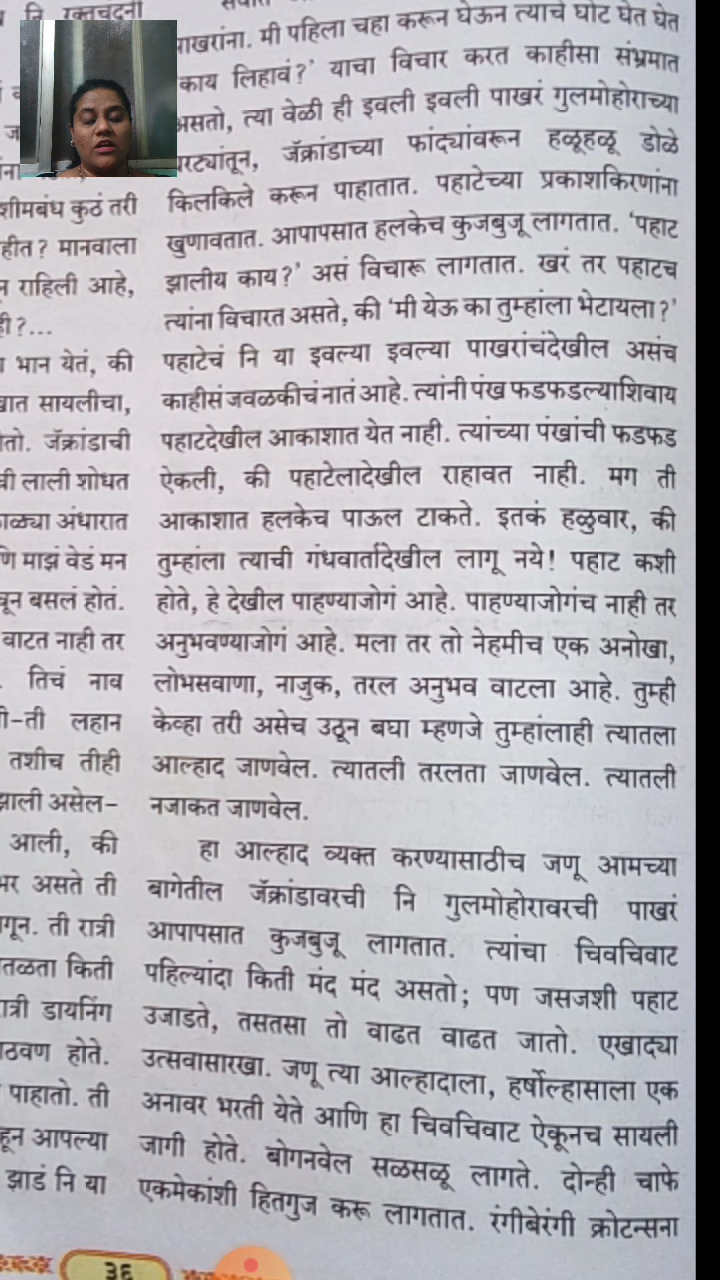 नि रक्तचंदनी
शीमबंध कुठं तरी
हीत? मानवाला
राहिली आहे,
ही?...
भान येतं, की
सायलीचा,
जॅक्रांडाची
लाली शोधत
अंधारात
माझं वेडं मन
बसलं होतं.
वाटत नाही तर
तिचं नाव
ती लहान
तशीच तीही
झाली असेल-
आली, की
असते ती
ती रात्री
किती
डायनिंग
होते.
पाहातो. ती
आपल्या
झाडं नि या
पाखरांना. मी पहिला चहा करून घेऊन त्याचे घोट घेत घेत
'काय लिहावं?' याचा विचार करत काहीसा संभ्रमात
असतो, त्या वेळी ही इवली इवली पाखरं गुलमोहोराच्या
जॅक्रांडाच्या फांद्यांवरून हळूहळू डोळे
किलकिले करून पाहातात. पहाटेच्या प्रकाशकिरणांना
खुणावतात. आपापसात हलकेच कुजबुजू लागतात. 'पहाट
झालीय काय?' असं विचारू लागतात. खरं तर पहाटच
त्यांना विचारत असते, की 'मी येऊ का तुम्हांला भेटायला?'
पहाटेचं नि या इवल्या इवल्या पाखरांचंदेखील असंच
काहीसं जवळकीचं नातं आहे. त्यांनी पंख फडफडल्याशिवाय
पहाटदेखील आकाशात येत नाही. त्यांच्या पंखांची फडफड
ऐकली, की पहाटेलादेखील राहावत नाही. मग ती
आकाशात हलकेच पाऊल टाकते. इतकं हळुवार, की
तुम्हांला त्याची गंधवार्तादेखील लागू नये! पहाट कशी
होते, हे देखील पाहण्याजोगं आहे. पाहण्याजोगंच नाही तर
अनुभवण्याजोगं आहे. मला तर तो नेहमीच एक अनोखा,
लोभसवाणा, नाजुक, तरल अनुभव वाटला आहे. तुम्ही
केव्हा तरी असेच उठून बघा म्हणजे तुम्हांलाही त्यातला
आल्हाद जाणवेल. त्यातली तरलता जाणवेल. त्यातली
नजाकत जाणवेल.
हा आल्हाद व्यक्त करण्यासाठीच जणू आमच्या
बागेतील जॅक्रांडावरची नि गुलमोहोरावरची पाखरं
आपापसात कुजबुजू लागतात. त्यांचा चिवचिवाट
पहिल्यांदा किती मंद मंद असतो; पण जसजशी पहाट
उजाडते, तसतसा तो वाढत वाढत जातो. एखाद्या
उत्सवासारखा. जणू त्या आल्हादाला, हर्षोल्हासाला एक
अनावर भरती येते आणि हा चिवचिवाट ऐकूनच सायली
जागी होते. बोगनवेल सळसळू लागते. दोन्ही चाफे
एकमेकांशी हितगुज करू लागतात. रंगीबेरंगी क्रोटन्सना
३६